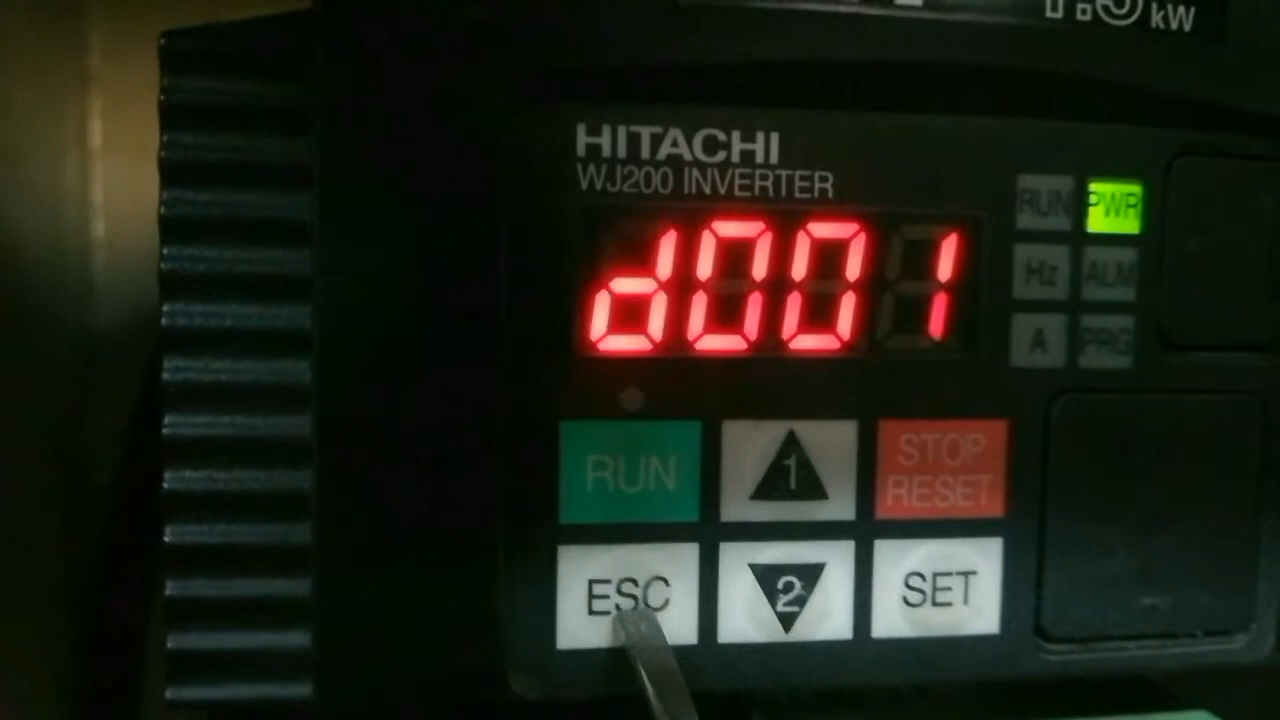 kW
HITACHI
WJ200 INVERTER
d001
RUN PWR
Hz ALM
A PRG
RUN 1 STOP RESET
ESC 2 SET